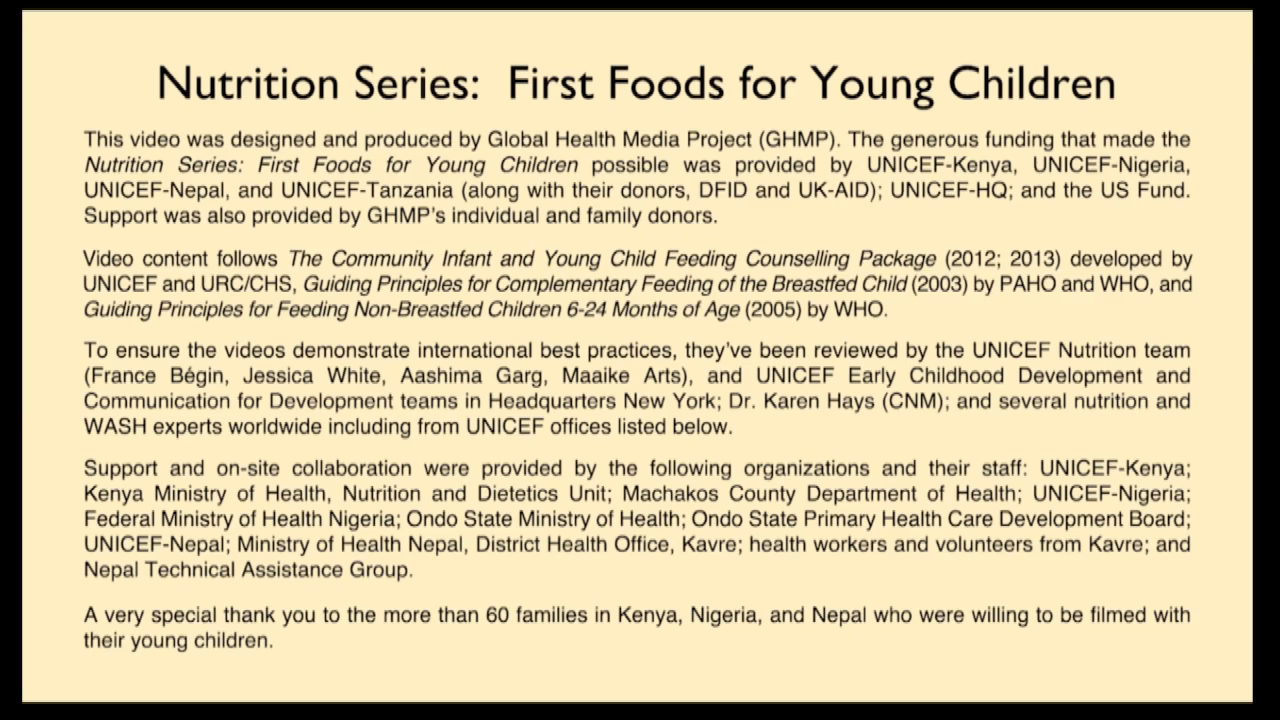 Nutrition Series: First Foods for Young Children
This video was designed and produced by Global Health Media Project (GHMP). The generous funding that made the
Nutrition Series: First Foods for Young Children possible was provided by UNICEF-Kenya, UNICEF-Nigeria,
UNICEF-Nepal, and UNICEF-Tanzania (along with their donors, DFID and UK-AID); UNICEF-HQ; and the US Fund.
Support was also provided by GHMP's individual and family donors.
Video content follows The Community Infant and Young Child Feeding Counselling Package (2012; 2013) developed by
UNICEF and URC/CHS, Guiding Principles for Complementary Feeding of the Breastfed Child (2003) by PAHO and WHO, and
Guiding Principles for Feeding Non-Breastfed Children 6-24 Months of Age (2005) by WHO.
To ensure the videos demonstrate international best practices, they've been reviewed by the UNICEF Nutrition team
(France Bégin, Jessica White, Aashima Garg, Maaike Arts), and UNICEF Early Childhood Development and
Communication for Development teams in Headquarters New York; Dr. Karen Hays (CNM); and several nutrition and
WASH experts worldwide including from UNICEF offices listed below.
Support and on-site collaboration were provided by the following organizations and their staff: UNICEF-Kenya;
Kenya Ministry of Health, Nutrition and Dietetics Unit; Machakos County Department of Health; UNICEF-Nigeria;
Federal Ministry of Health Nigeria; Ondo State Ministry of Health; Ondo State Primary Health Care Development Board;
UNICEF-Nepal; Ministry of Health Nepal, District Health Office, Kavre; health workers and volunteers from Kavre; and
Nepal Technical Assistance Group.
A very special thank you to the more than 60 families in Kenya, Nigeria, and Nepal who were willing to be filmed with
their young children.